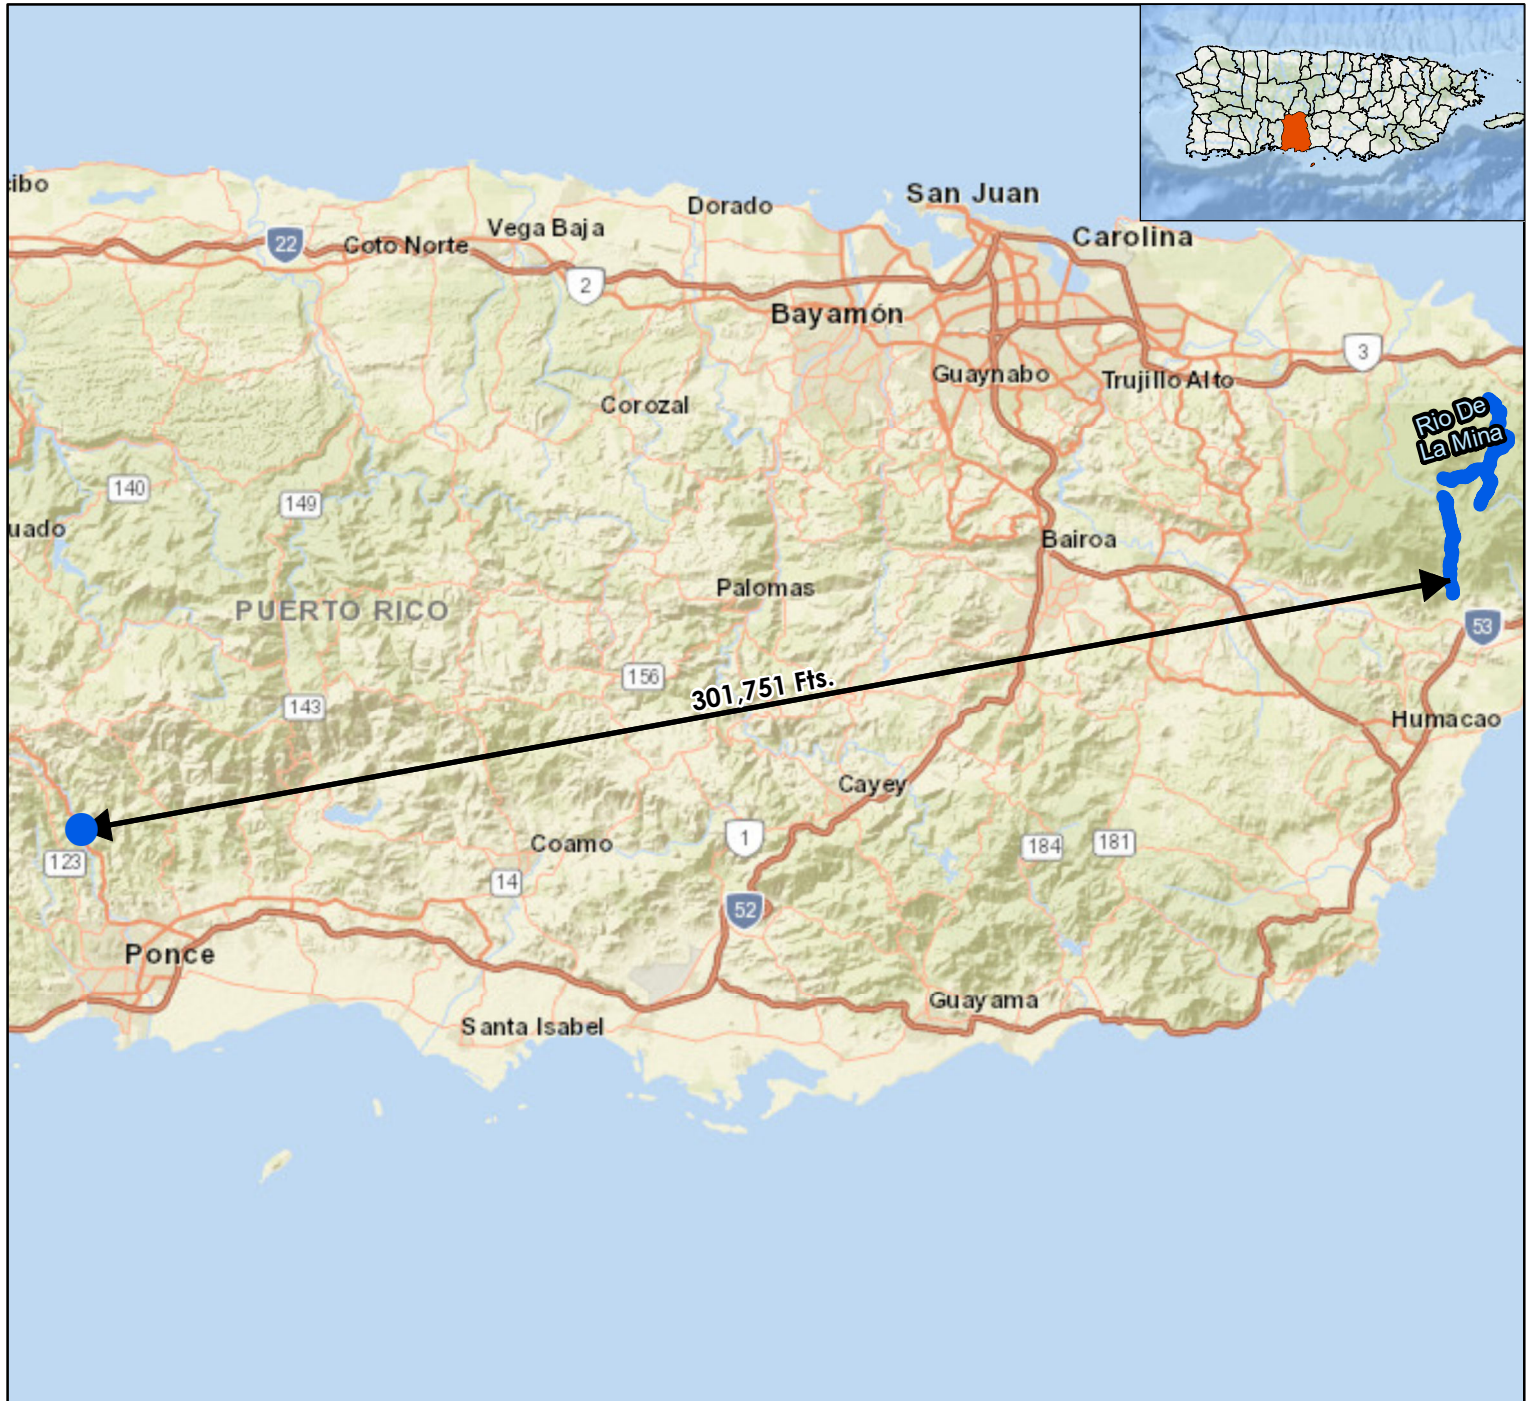 San Juan
cibo
Dorado
Vega Baja
Carolina
22
Coto Norte
2
Bayamón
3
Guaynabo
Trujillo Alto
Corozal
Rio De
La Mina
140
149
uado
Bairoa
Palomas
PUERTO RICO
53
156
301,751 Fts.
143
Humacao
Cayey
1
Coamo
184
181
123
14
52
Ponce
Guayama
Santa Isabel